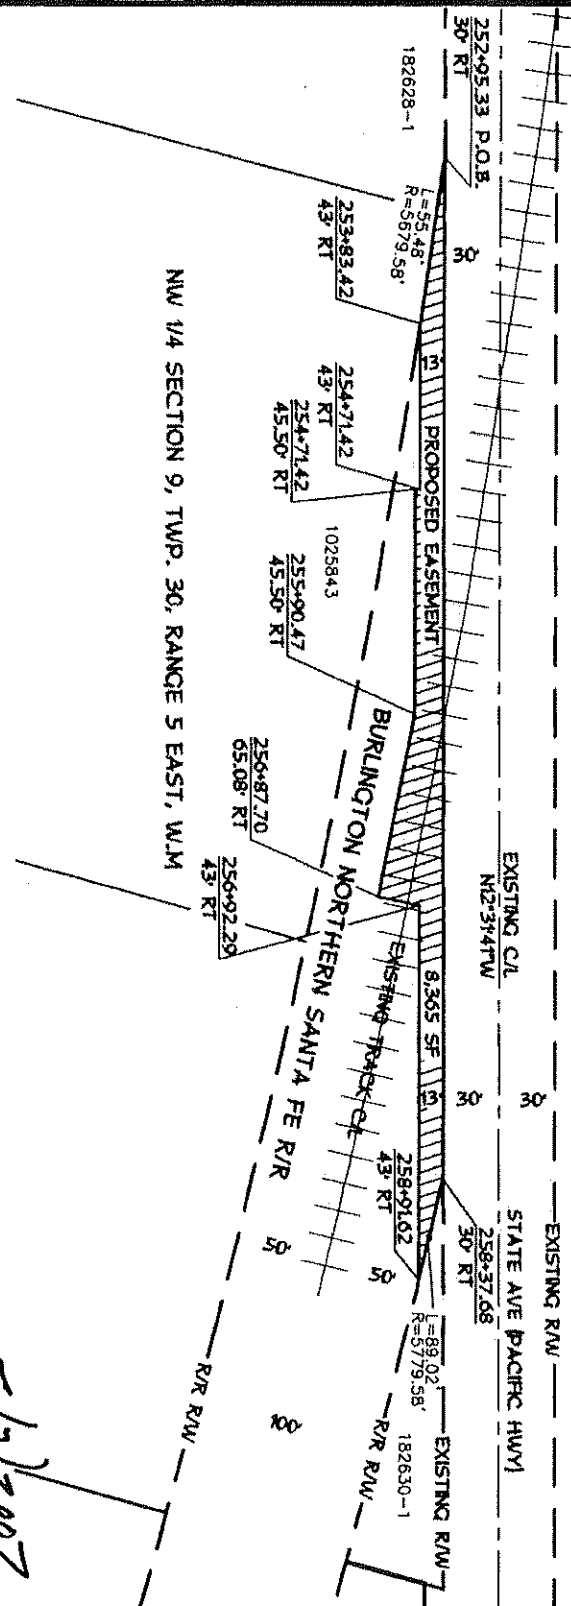 EXISTING R/W
STATE AVE (PACIFIC HWY)
30'
EXISTING C/L
N12°31'41"W
30'
30'
252+95.33 P.O.B.
30' RT
258+37.68
30' RT
EXISTING R/W
182628-1
L=55.48'
R=5679.58'
13'
PROPOSED EASEMENT
8,365 SF
13'
L=89.02'
R=5779.58'
182630-1
253+83.42
43' RT
254+71.42
43' RT
254+71.42
45.50' RT
255+90.47
45.50' RT
1025843
256+87.70
65.08' RT
256+92.29
43' RT
258+91.62
43' RT
EXISTING TRACK C/L
BURLINGTON NORTHERN SANTA FE R/R
50'
50'
100'
R/R R/W
R/R R/W
NW 1/4 SECTION 9, TWP. 30, RANGE 5 EAST, W.M